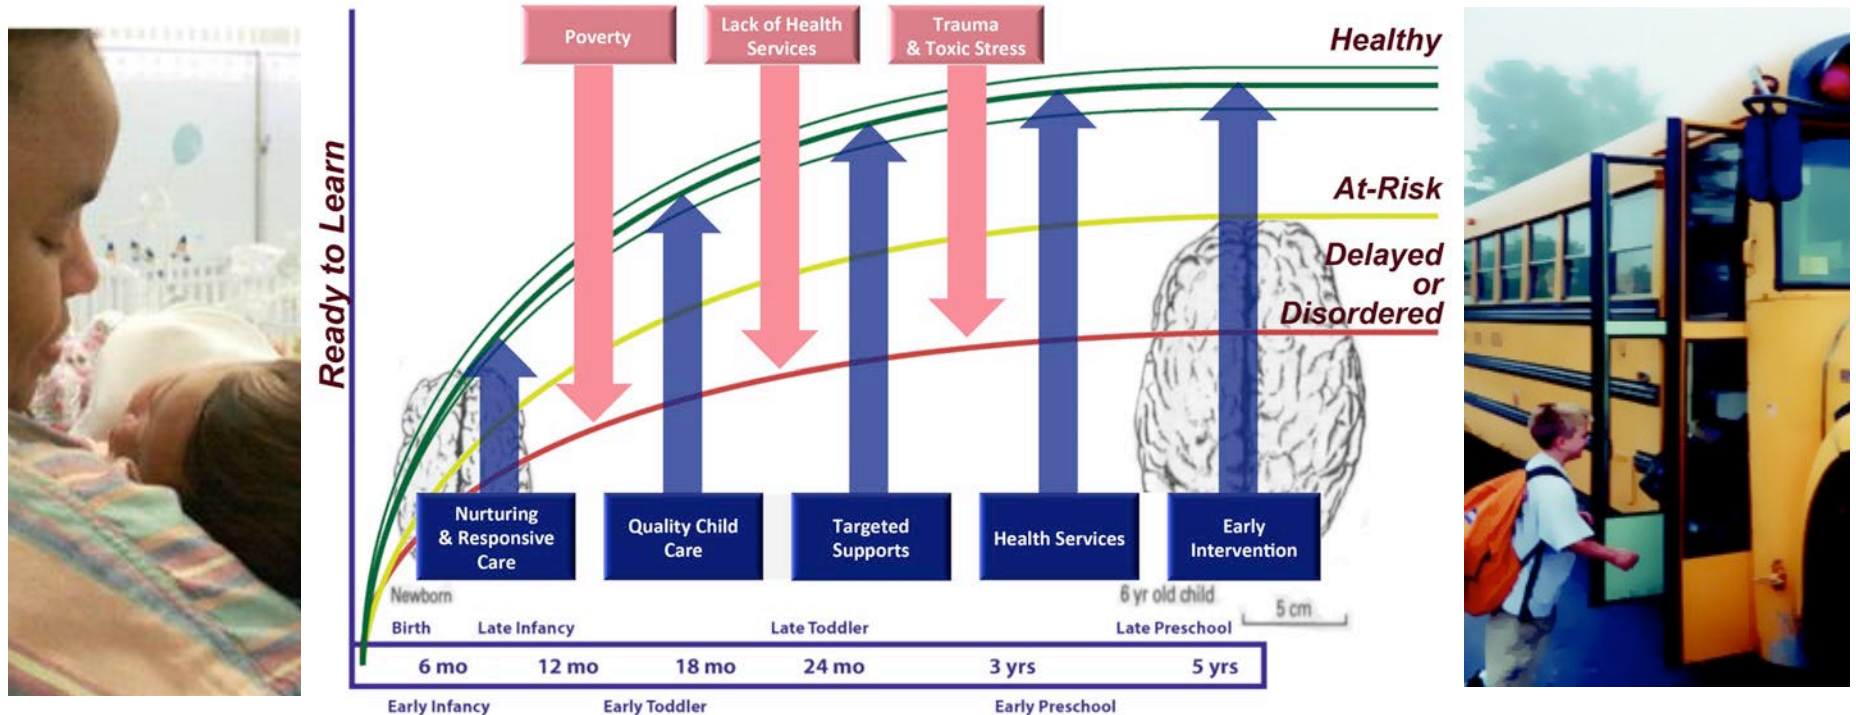 Poverty
Lack of Health
Services
Trauma
& Toxic Stress
Healthy
At-Risk
Delayed
or
Disordered
Ready to Learn
Nurturing
& Responsive
Care
Quality Child
Care
Targeted
Supports
Health Services
Early
Intervention
Newborn
6 yr old child
5 cm
Birth
Late Infancy
Late Toddler
Late Preschool
6 mo
12 mo
18 mo
24 mo
3 yrs
5 yrs
Early Infancy
Early Toddler
Early Preschool